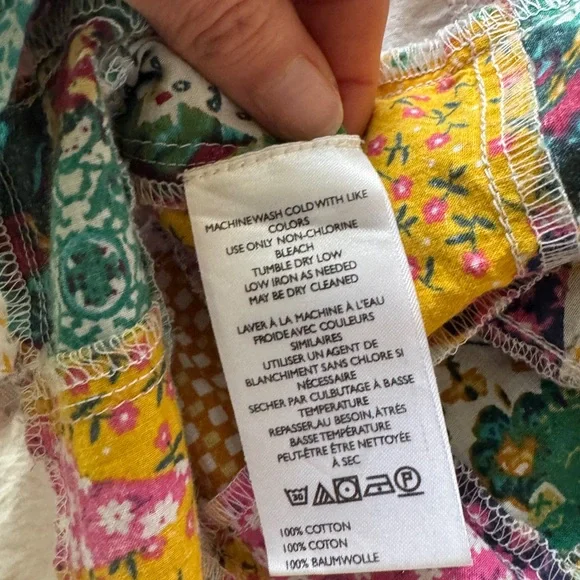 MACHINE WASH COLD WITH LIKE
COLORS
USE ONLY NON-CHLORINE
BLEACH
TUMBLE DRY LOW
LOW IRON AS NEEDED
MAY BE DRY CLEANED
LAVER À LA MACHINE À L'EAU
FROIDE AVEC COULEURS
SIMILAIRES
UTILISER UN AGENT DE
BLANCHIMENT SANS CHLORE SI
NÉCESSAIRE
SECHER PAR CULBUTAGE À BASSE
TEMPERATURE
REPASSER, AU BESOIN, À TRÈS
BASSE TEMPÉRATURE
PEUT-ÊTRE ÊTRE NETTOYÉE
À SEC
30 P
100% COTTON
100% COTON
100% BAUMWOLLE